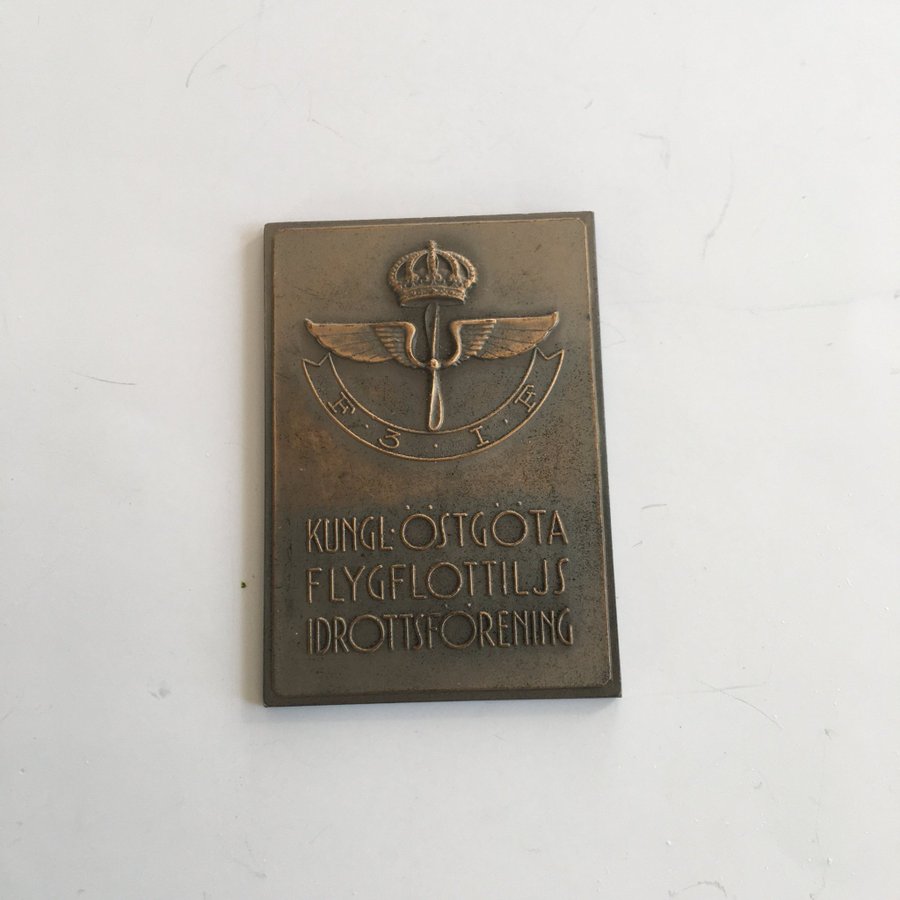 F·3·I·F
KUNGL·ÖSTGÖTA
FLYGFLOTTILJS
IDROTTSFÖRENING